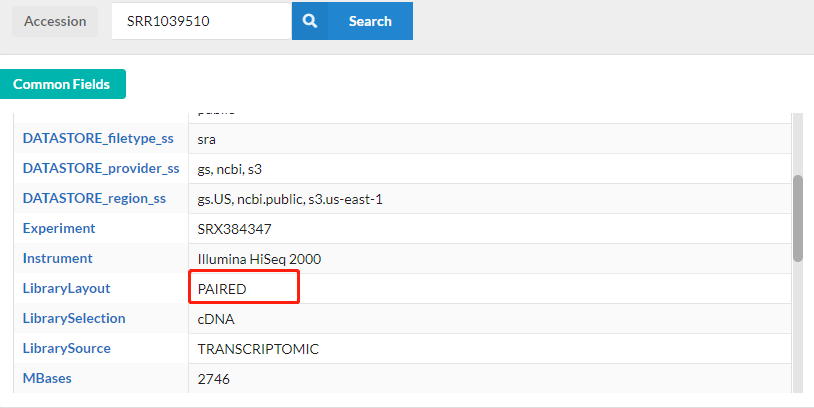 Accession SRR1039510 Search
Common Fields
public
DATASTORE_filetype_ss sra
DATASTORE_provider_ss gs, ncbi, s3
DATASTORE_region_ss gs.US, ncbi.public, s3.us-east-1
Experiment SRX384347
Instrument Illumina HiSeq 2000
LibraryLayout PAIRED
LibrarySelection cDNA
LibrarySource TRANSCRIPTOMIC
MBases 2746